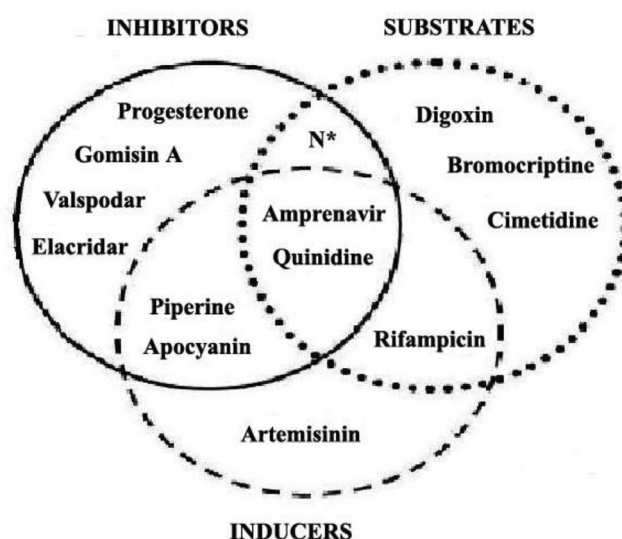 INHIBITORS
SUBSTRATES
Progesterone
Digoxin
N*
Gomisin A
Bromocriptine
Valspodar
Amprenavir
Cimetidine
Elacridar
Quinidine
Piperine
Rifampicin
Apocyanin
Artemisinin
INDUCERS